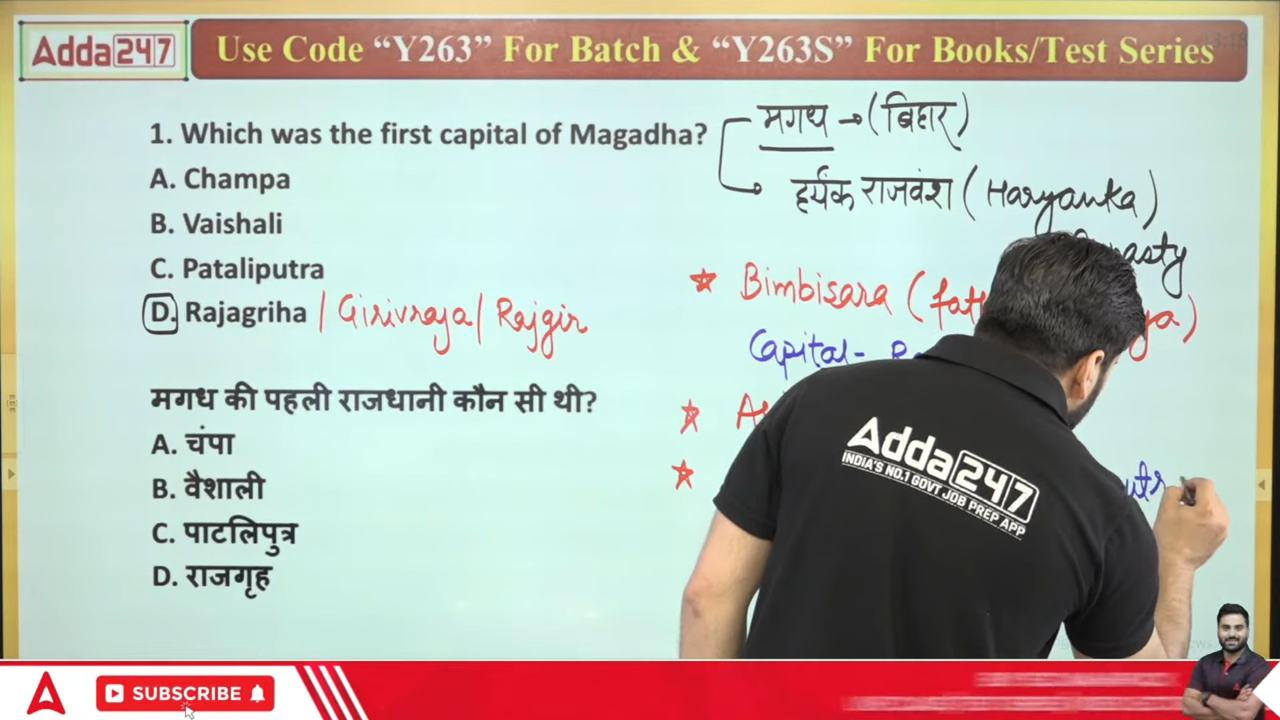 Adda247
Use Code “Y263” For Batch & “Y263S” For Books/Test Series
1. Which was the first capital of Magadha?
A. Champa
B. Vaishali
C. Pataliputra
D. Rajagriha / Girivraja / Rajgir
मगध → (बिहार)
हर्यंक राजवंश (Haryanka)
Bimbisara
Capital -
मगध की पहली राजधानी कौन सी थी?
A. चंपा
B. वैशाली
C. पाटलिपुत्र
D. राजगृह
Adda247
INDIA'S NO.1 GOVT JOB PREP APP
SUBSCRIBE